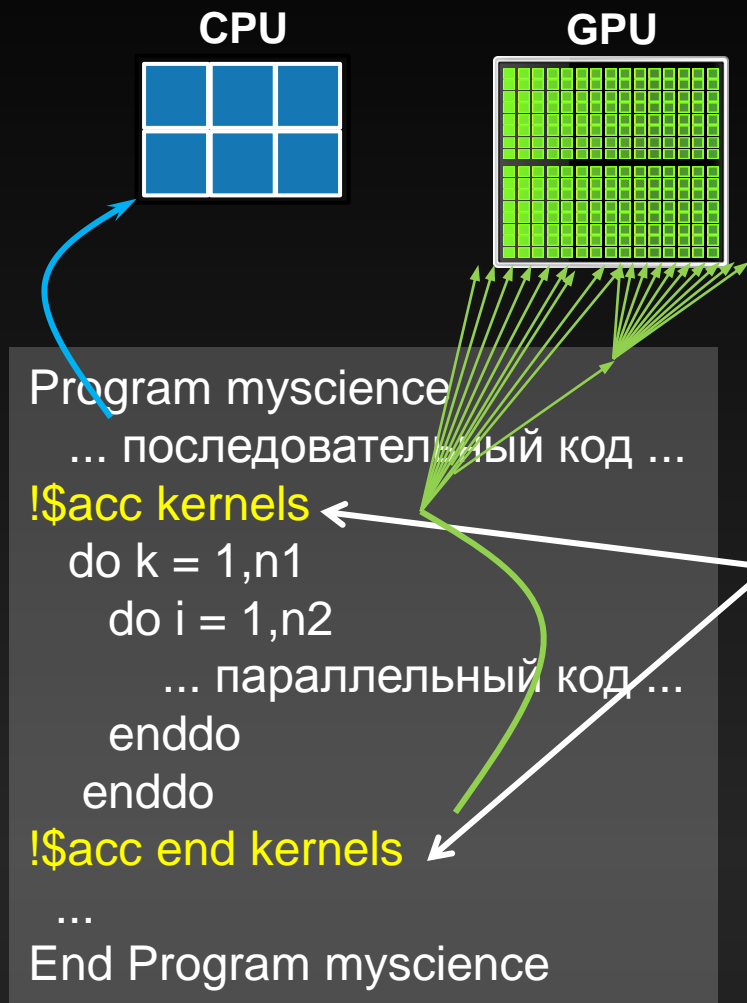 CPU
GPU
Program myscience
... последовательный код ...
!$acc kernels
do k = 1,n1
do i = 1,n2
... параллельный код ...
enddo
enddo
!$acc end kernels
...
End Program myscience